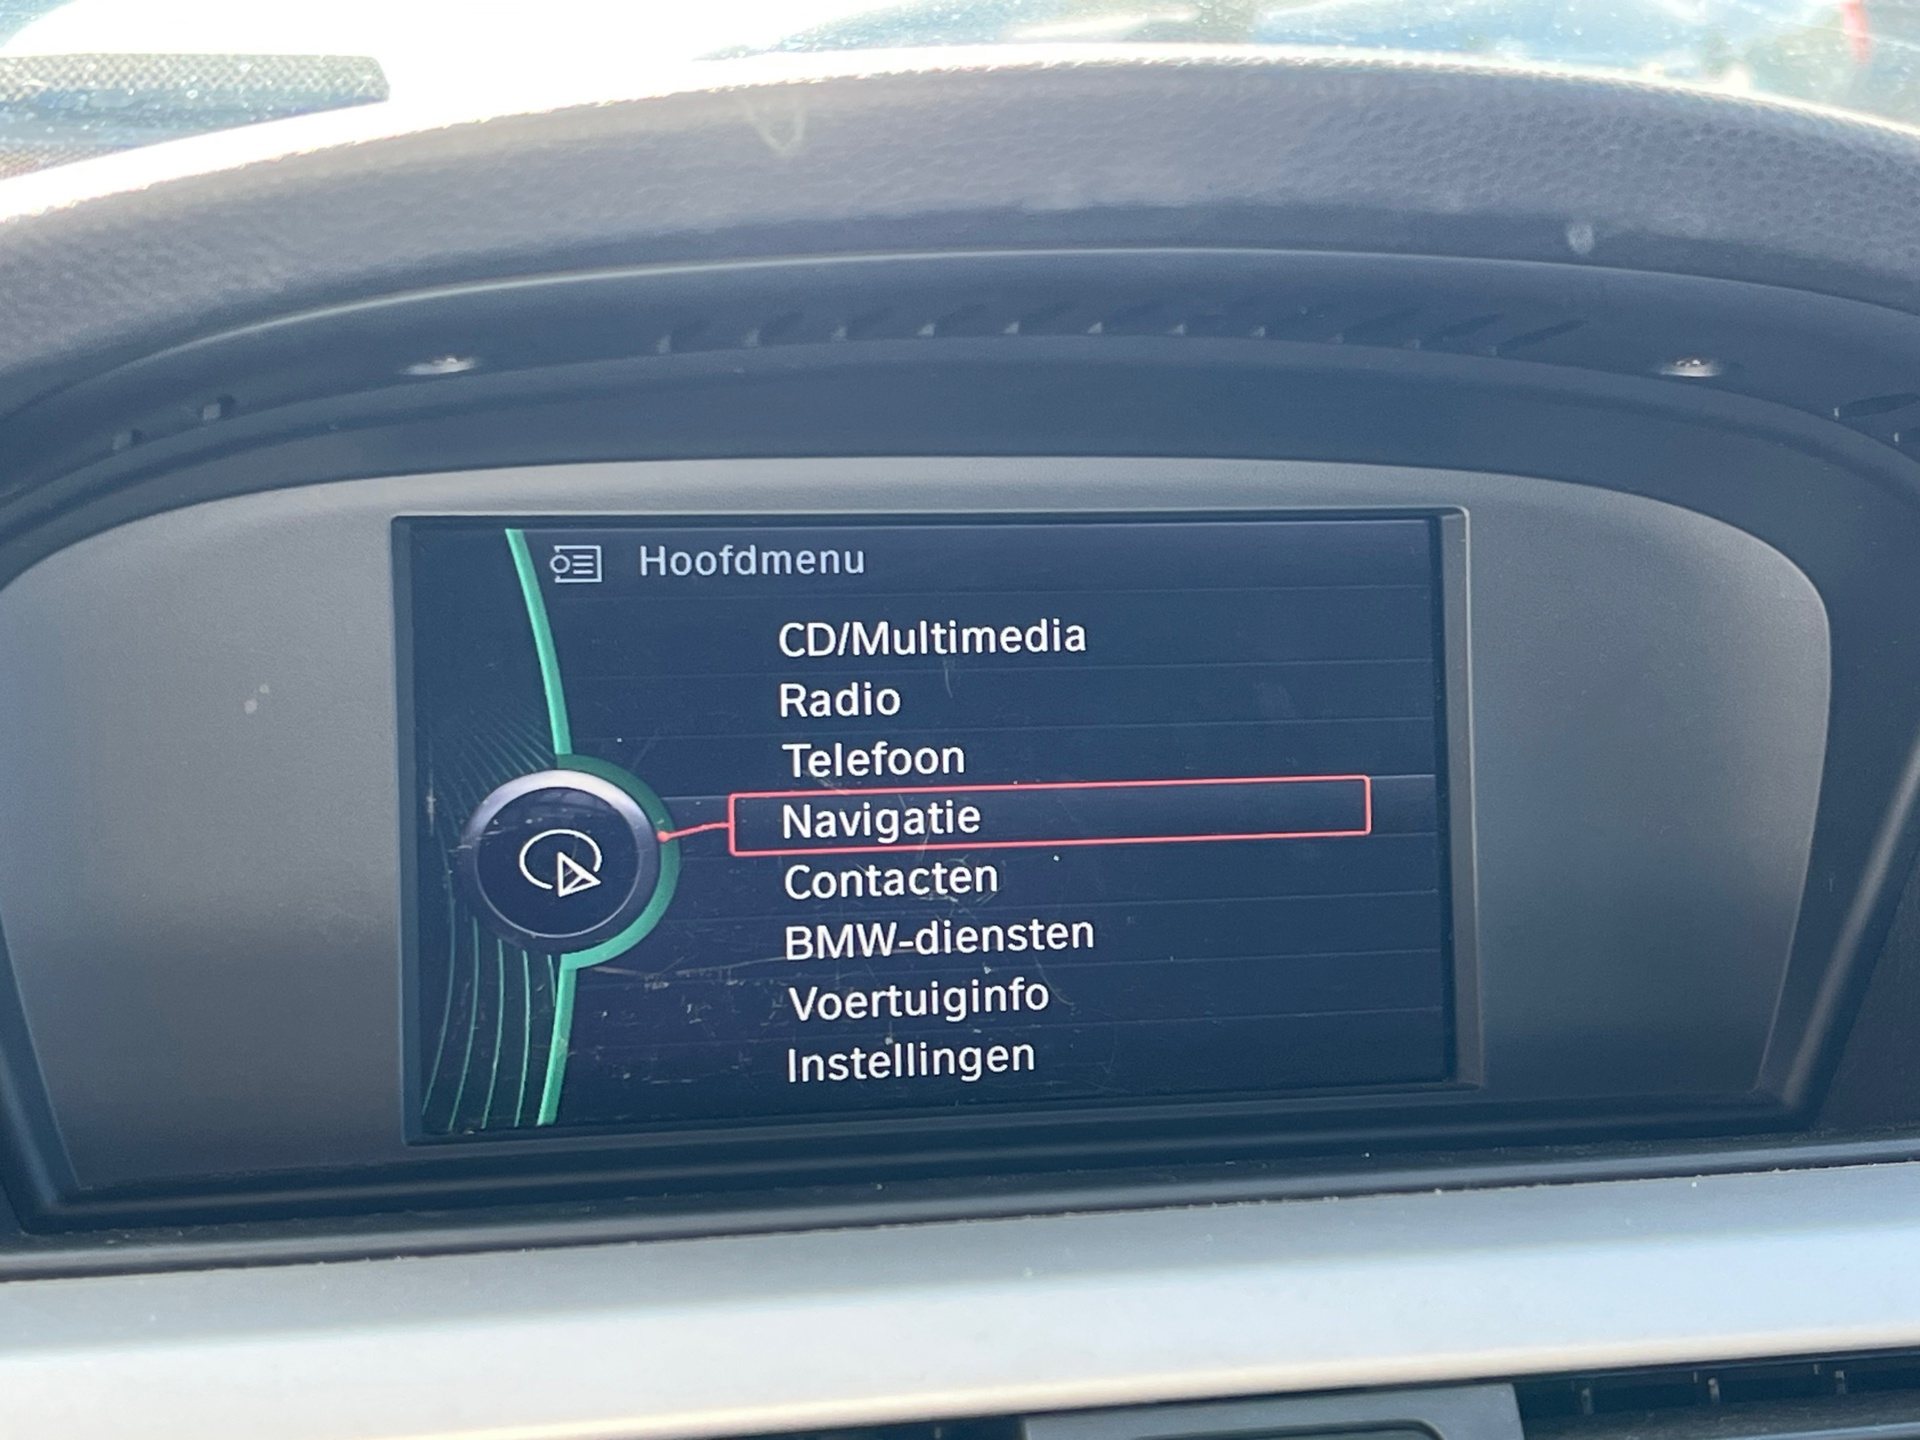 Hoofdmenu
CD/Multimedia
Radio
Telefoon
Navigatie
Contacten
BMW-diensten
Voertuiginfo
Instellingen